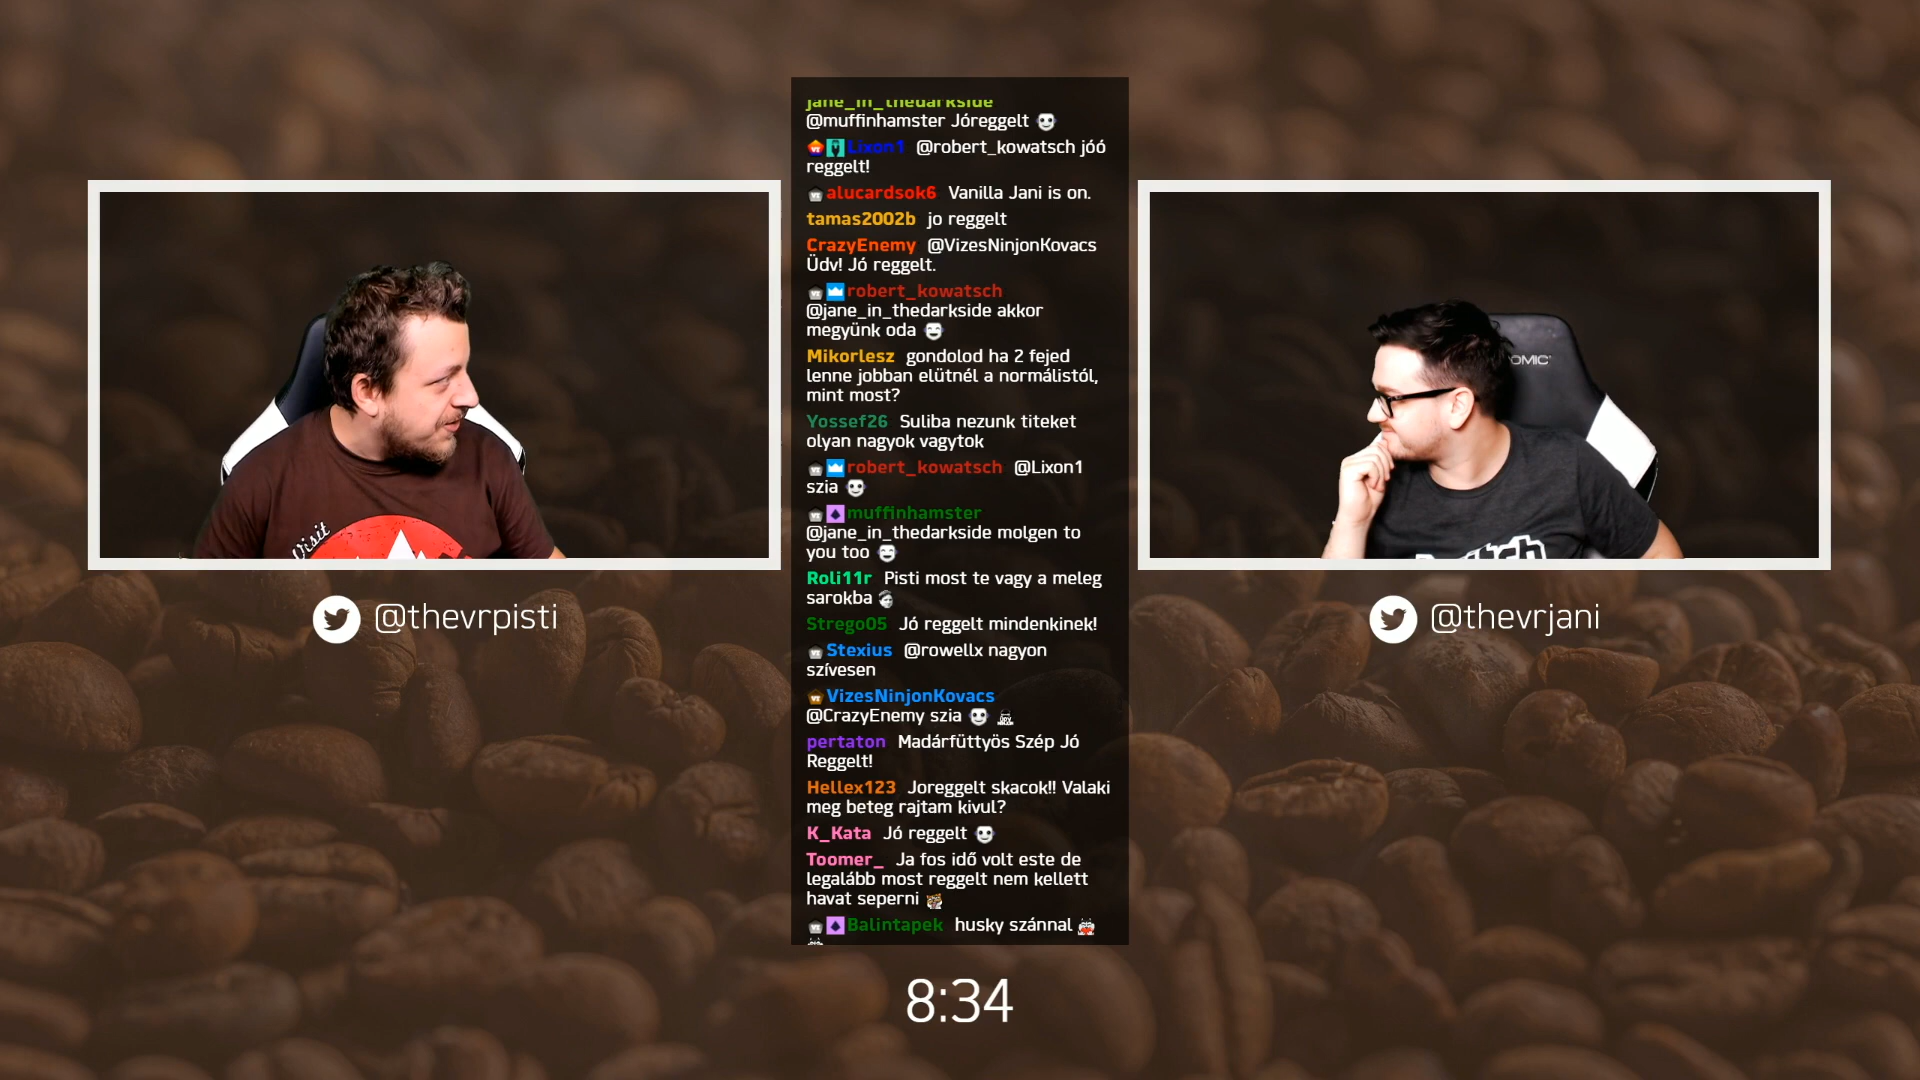 jane_in_thedarkside
@muffinhamster Jóreggelt
Lixon1 @robert_kowatsch jóó
reggelt!
alucardsok6 Vanilla Jani is on.
tamas2002b jo reggelt
CrazyEnemy @VizesNinjonKovacs
Üdv! Jó reggelt.
robert_kowatsch
@jane_in_thedarkside akkor
megyünk oda
Mikorlesz gondolod ha 2 fejed
lenne jobban elütnél a normálistól,
mint most?
Yossef26 Suliba nezunk titeket
olyan nagyok vagytok
robert_kowatsch @Lixon1
szia
muffinhamster
@jane_in_thedarkside molgen to
you too
Roli11r Pisti most te vagy a meleg
sarokba
Strego05 Jó reggelt mindenkinek!
Stexius @rowellx nagyon
szívesen
VizesNinjonKovacs
@CrazyEnemy szia
pertaton Madárfüttyös Szép Jó
Reggelt!
Hellex123 Joreggelt skacok!! Valaki
meg beteg rajtam kivul?
K_Kata Jó reggelt
Toomer_ Ja fos idő volt este de
legalább most reggelt nem kellett
havat seperni
Balintapek husky szánnal
Visit
@thevrpisti
OMIC
@thevrjani
8:34